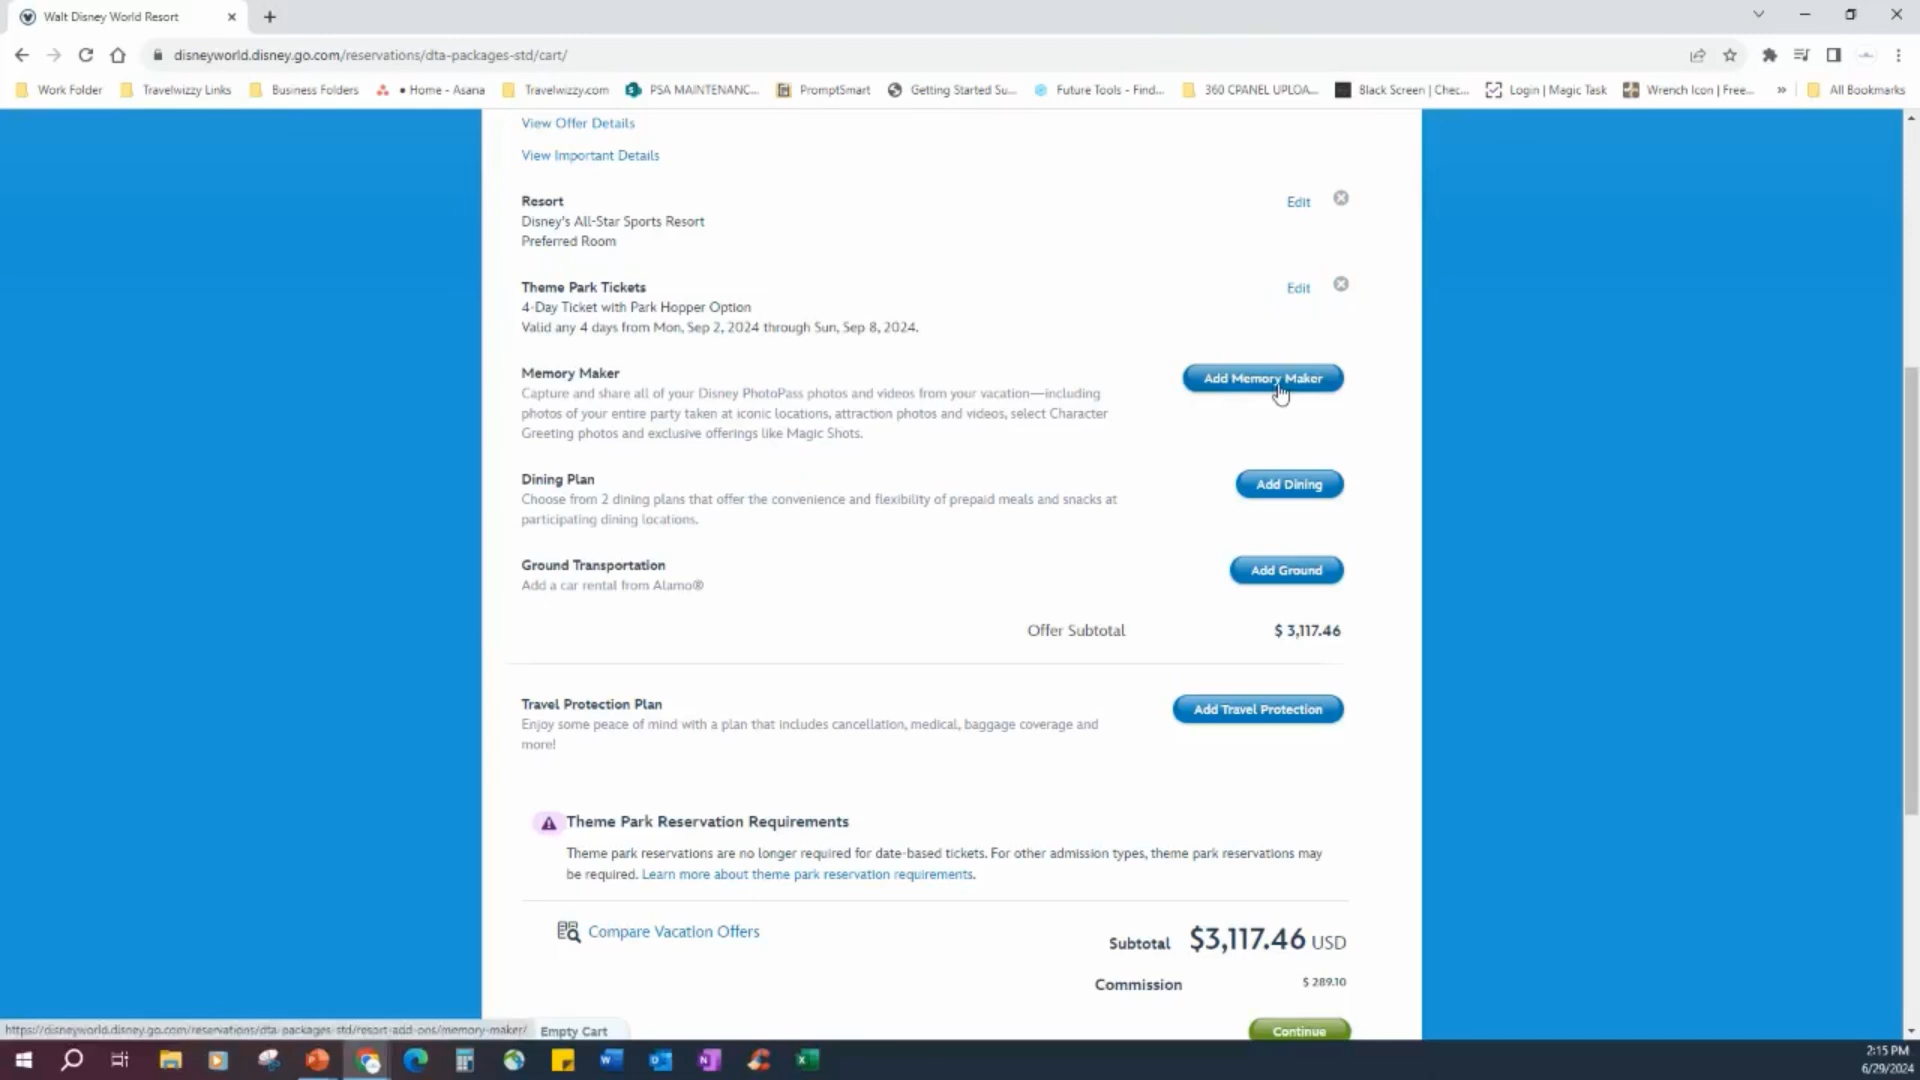 Walt Disney World Resort
disneyworld.disney.go.com/reservations/dta-packages-std/cart/
Work Folder
Travelwizzy Links
Business Folders
• Home - Asana
Travelwizzy.com
PSA MAINTENANC...
PromptSmart
Getting Started Su...
Future Tools - Find...
360 CPANEL UPLOA...
Black Screen | Chec...
Login | Magic Task
Wrench Icon | Free...
»
All Bookmarks
View Offer Details
View Important Details
Resort
Edit
Disney's All-Star Sports Resort
Preferred Room
Theme Park Tickets
Edit
4-Day Ticket with Park Hopper Option
Valid any 4 days from Mon, Sep 2, 2024 through Sun, Sep 8, 2024.
Memory Maker
Add Memory Maker
Capture and share all of your Disney PhotoPass photos and videos from your vacation—including
photos of your entire party taken at iconic locations, attraction photos and videos, select Character
Greeting photos and exclusive offerings like Magic Shots.
Dining Plan
Add Dining
Choose from 2 dining plans that offer the convenience and flexibility of prepaid meals and snacks at
participating dining locations.
Ground Transportation
Add Ground
Add a car rental from Alamo®
Offer Subtotal
$ 3,117.46
Travel Protection Plan
Add Travel Protection
Enjoy some peace of mind with a plan that includes cancellation, medical, baggage coverage and
more!
Theme Park Reservation Requirements
Theme park reservations are no longer required for date-based tickets. For other admission types, theme park reservations may
be required. Learn more about theme park reservation requirements.
Compare Vacation Offers
Subtotal $3,117.46 USD
Commission $ 289.10
https://disneyworld.disney.go.com/reservations/dta-packages-std/resort-add-ons/memory-maker/
Empty Cart
Continue
2:15 PM
6/29/2024